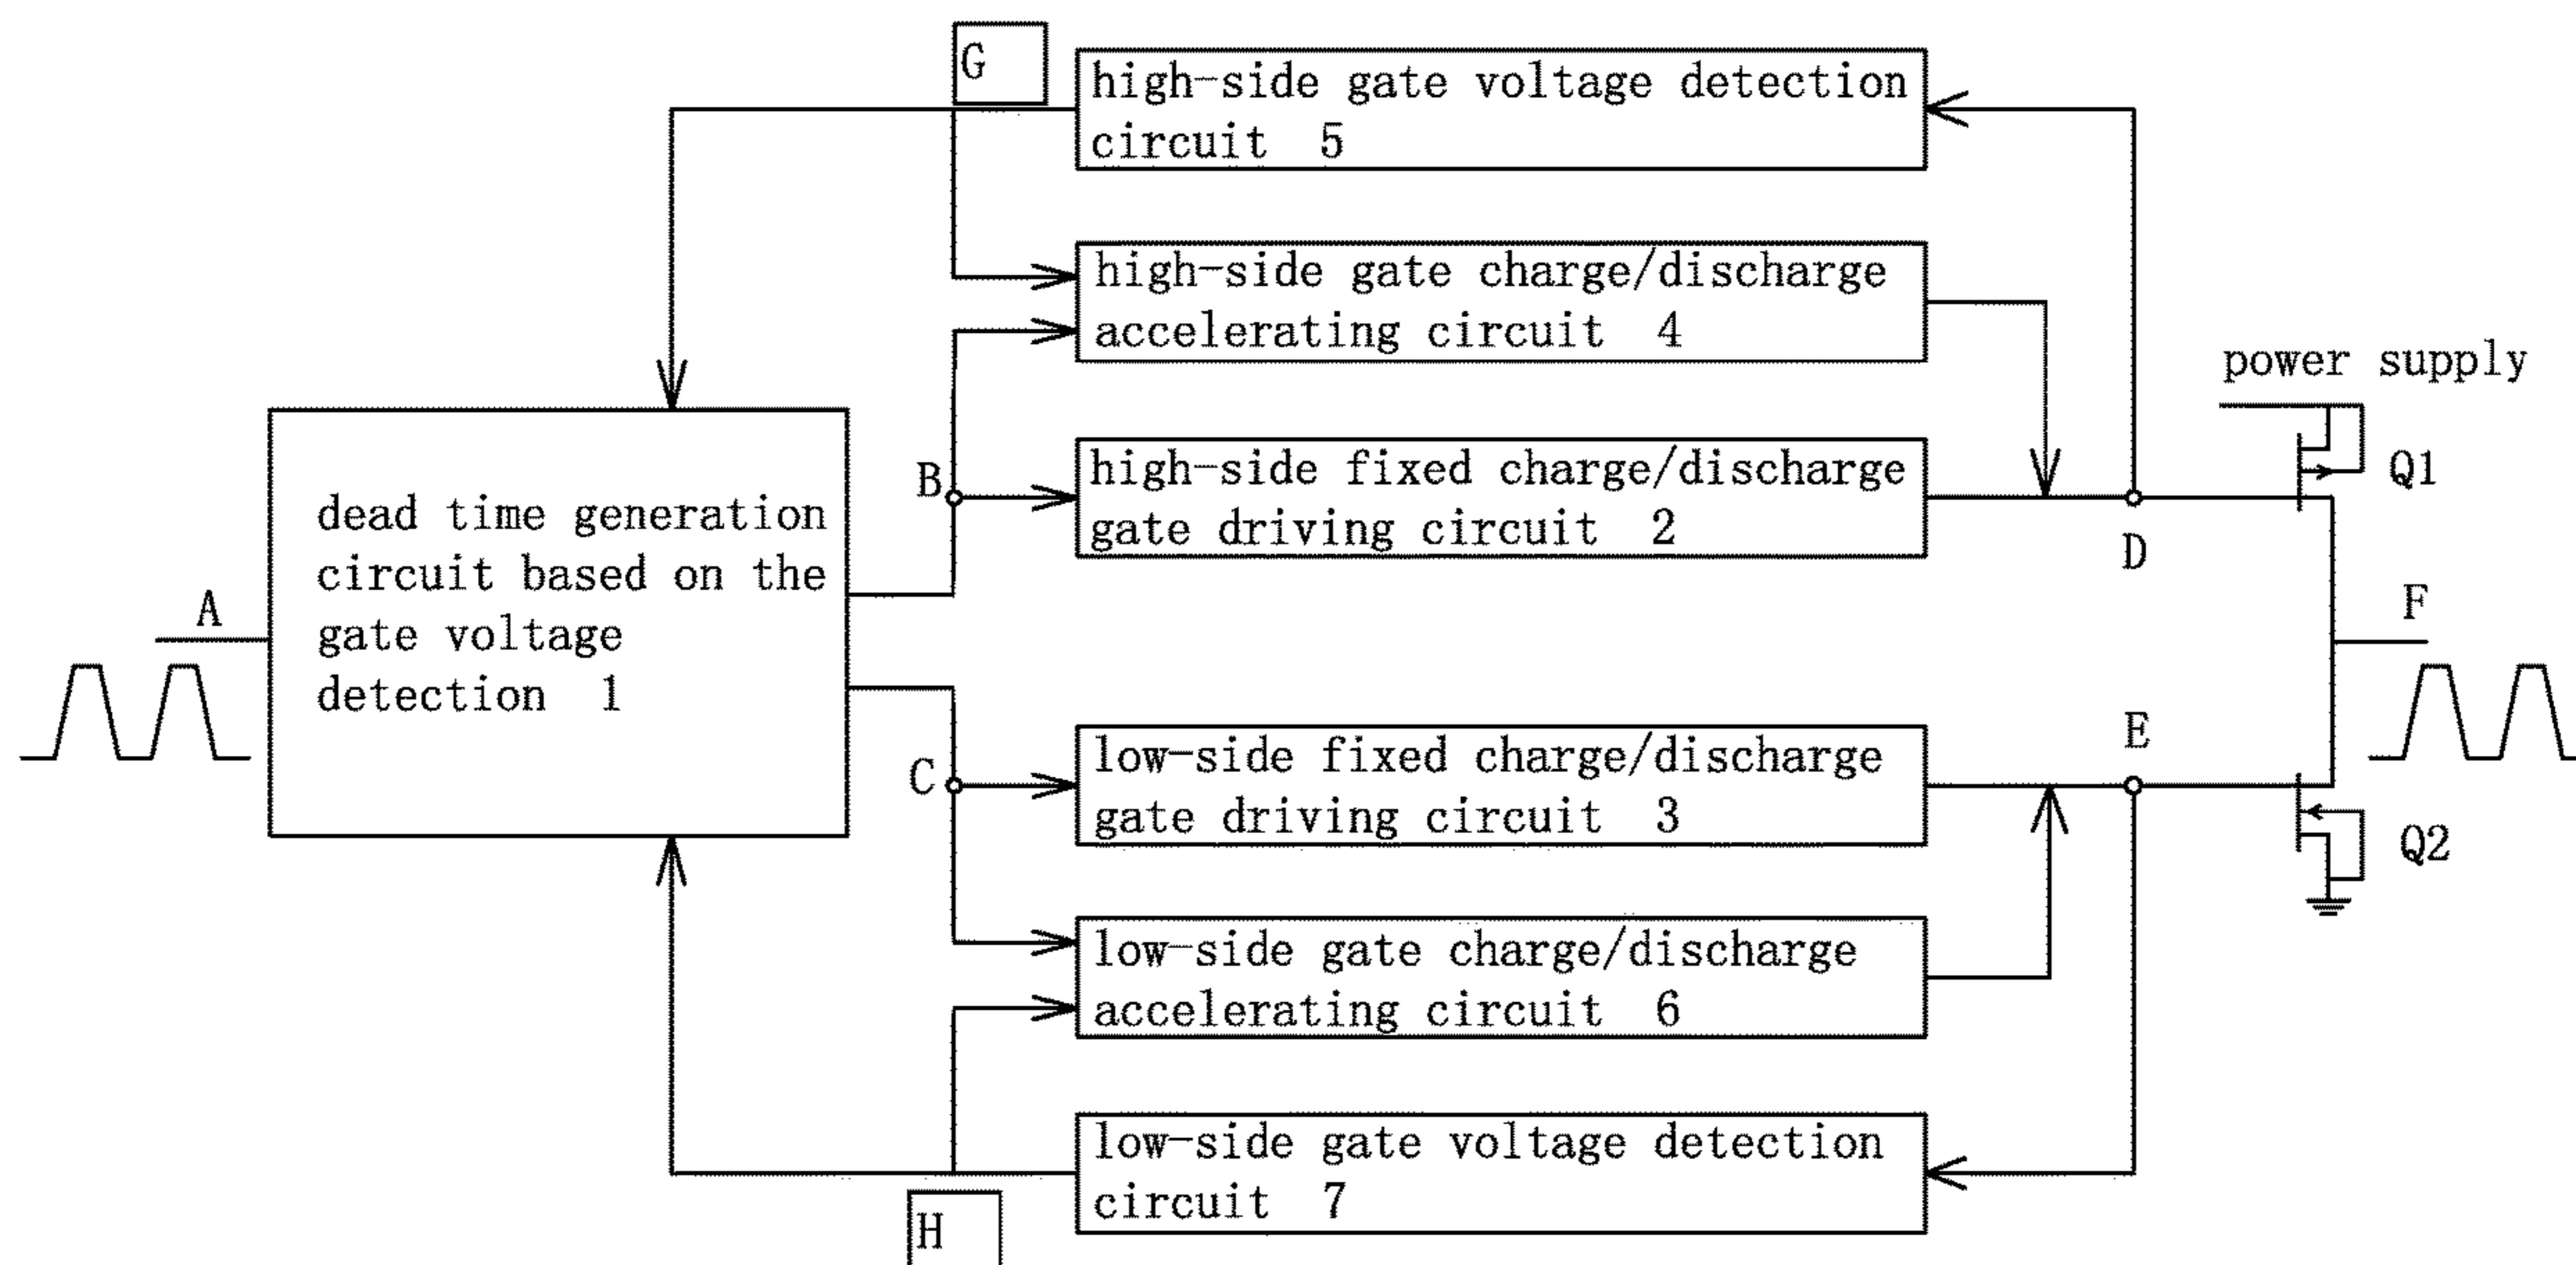 G
high-side gate voltage detection
circuit 5
high-side gate charge/discharge
accelerating circuit 4
power supply
B
high-side fixed charge/discharge
gate driving circuit 2
Q1
D
dead time generation
circuit based on the
gate voltage
detection 1
A
F
C
low-side fixed charge/discharge
gate driving circuit 3
E
Q2
low-side gate charge/discharge
accelerating circuit 6
low-side gate voltage detection
circuit 7
H